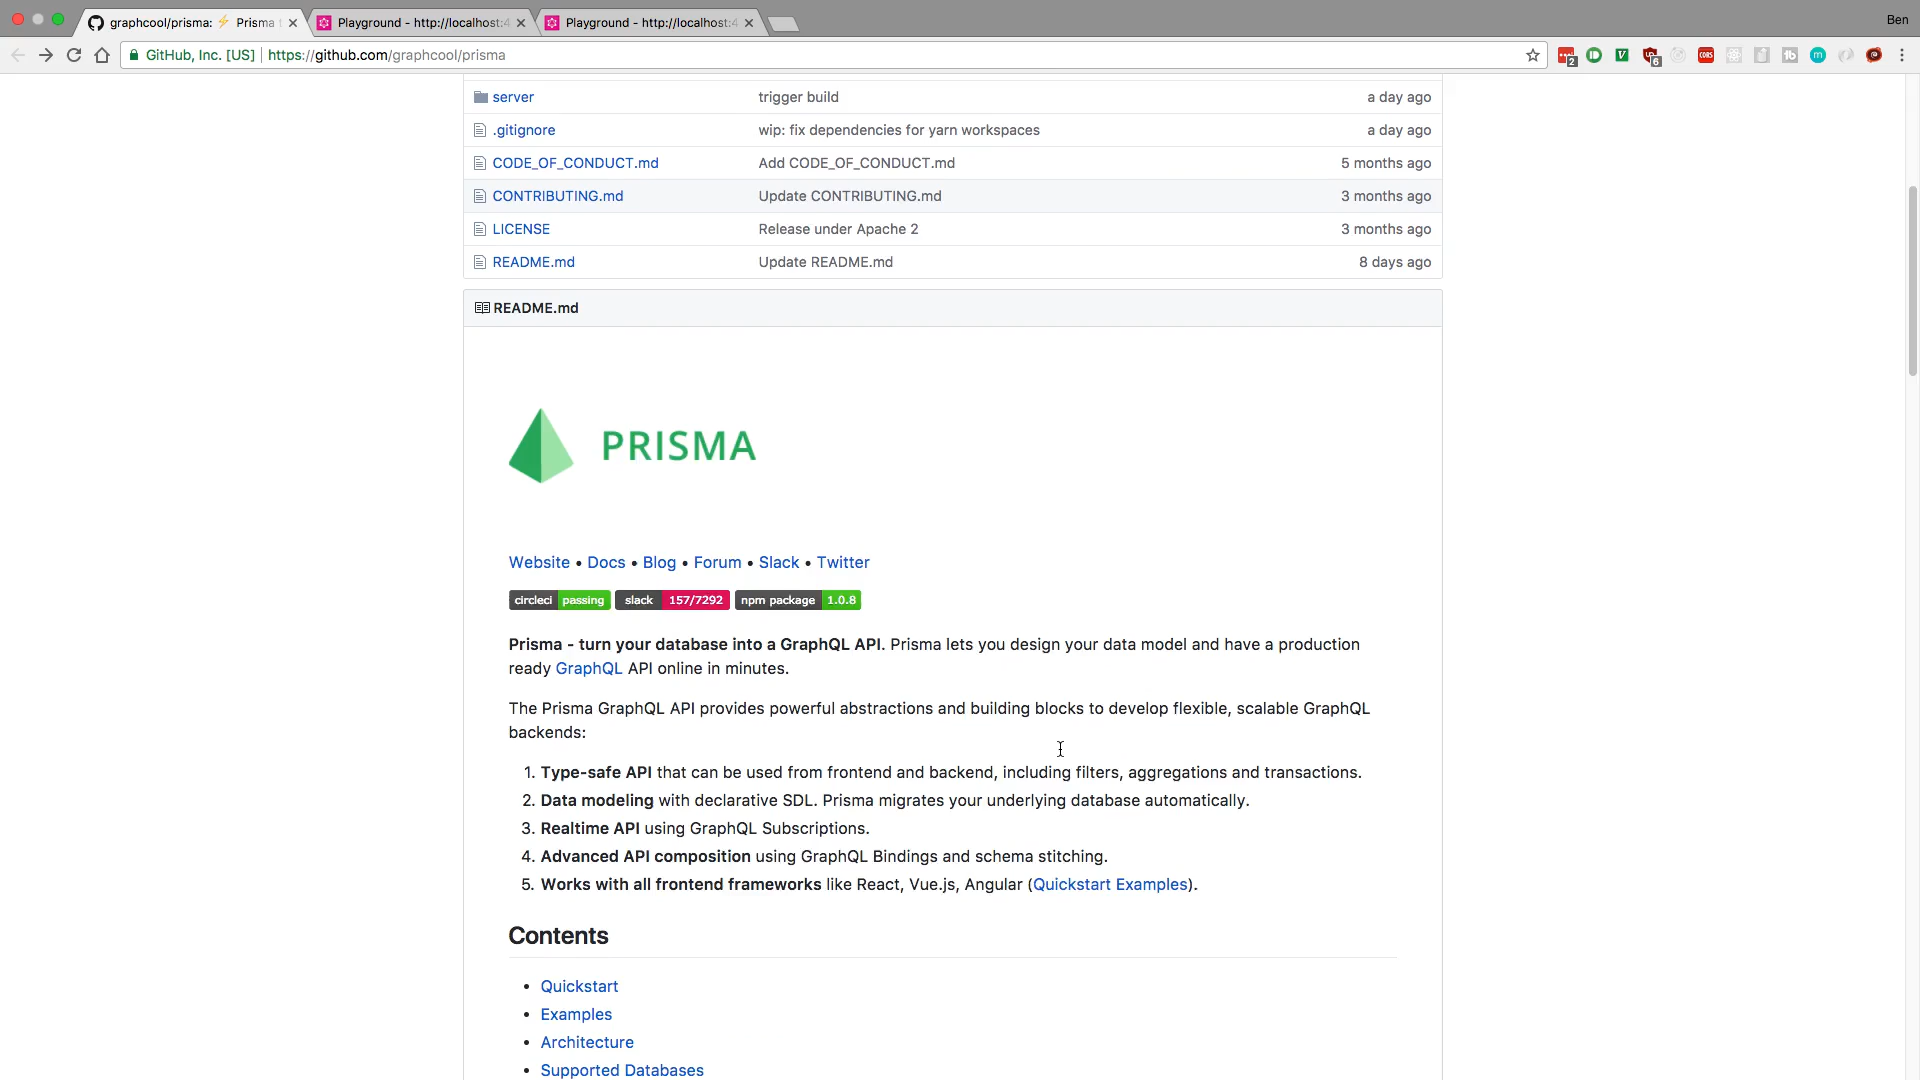 graphcool/prisma: ⚡ Prisma
Playground - http://localhost:4
Playground - http://localhost:4
Ben
GitHub, Inc. [US] https://github.com/graphcool/prisma
2
V
6
CORS
m
server trigger build a day ago
.gitignore wip: fix dependencies for yarn workspaces a day ago
CODE_OF_CONDUCT.md Add CODE_OF_CONDUCT.md 5 months ago
CONTRIBUTING.md Update CONTRIBUTING.md 3 months ago
LICENSE Release under Apache 2 3 months ago
README.md Update README.md 8 days ago
README.md
PRISMA
Website • Docs • Blog • Forum • Slack • Twitter
circleci passing slack 157/7292 npm package 1.0.8
Prisma - turn your database into a GraphQL API. Prisma lets you design your data model and have a production
ready GraphQL API online in minutes.
The Prisma GraphQL API provides powerful abstractions and building blocks to develop flexible, scalable GraphQL
backends:
1. Type-safe API that can be used from frontend and backend, including filters, aggregations and transactions.
2. Data modeling with declarative SDL. Prisma migrates your underlying database automatically.
3. Realtime API using GraphQL Subscriptions.
4. Advanced API composition using GraphQL Bindings and schema stitching.
5. Works with all frontend frameworks like React, Vue.js, Angular (Quickstart Examples).
Contents
• Quickstart
• Examples
• Architecture
• Supported Databases